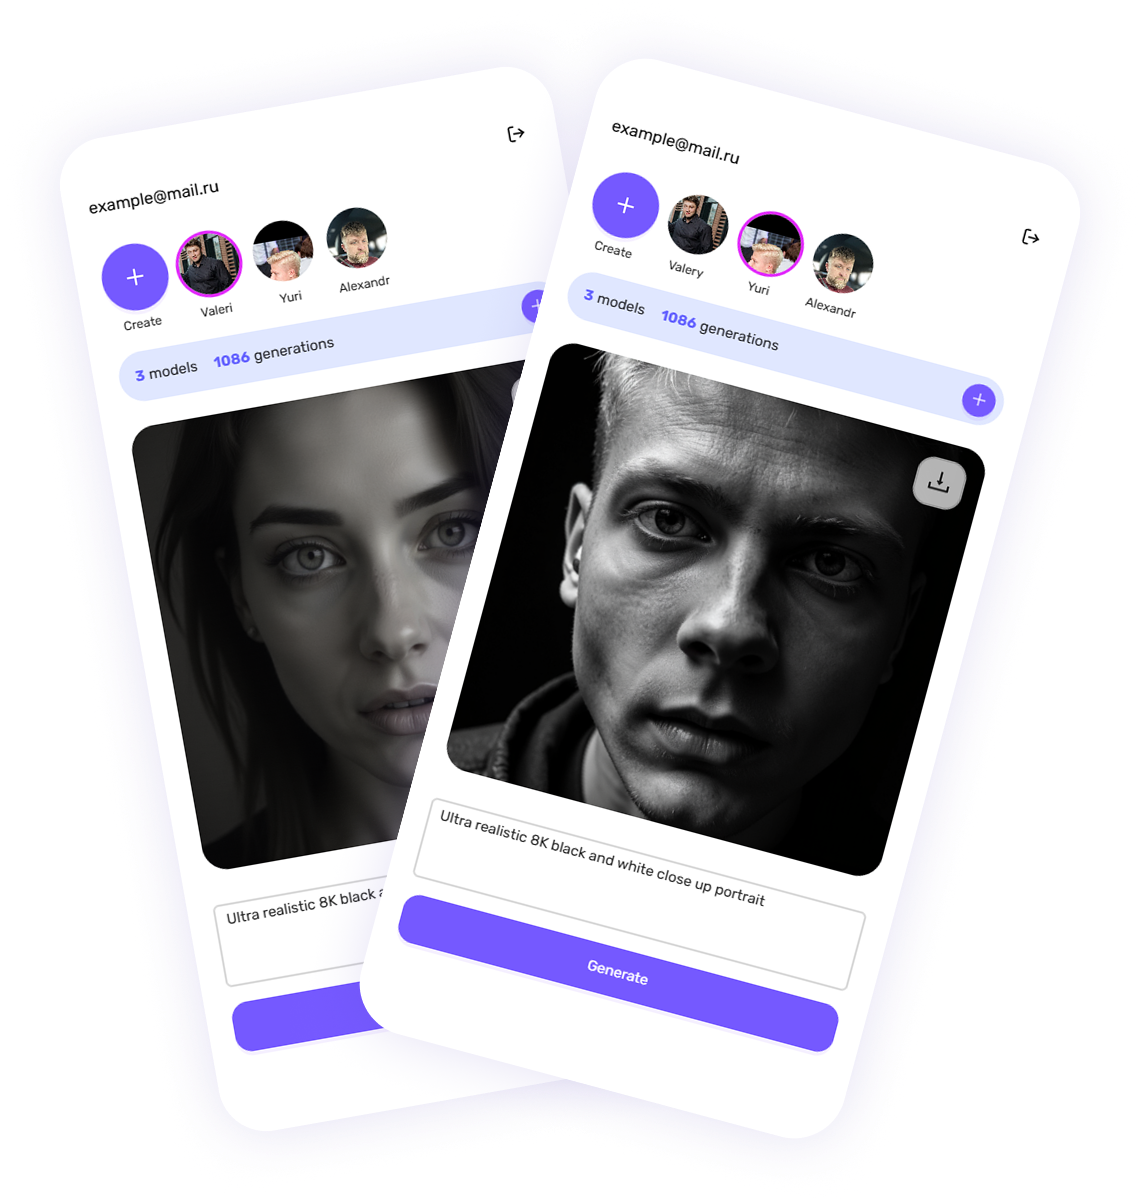 example@mail.ru
Create
Valeri
Yuri
Alexandr
3 models 1086 generations
Ultra realistic 8K black
example@mail.ru
Create
Valery
Yuri
Alexandr
3 models 1086 generations
Ultra realistic 8K black and white close up portrait
Generate